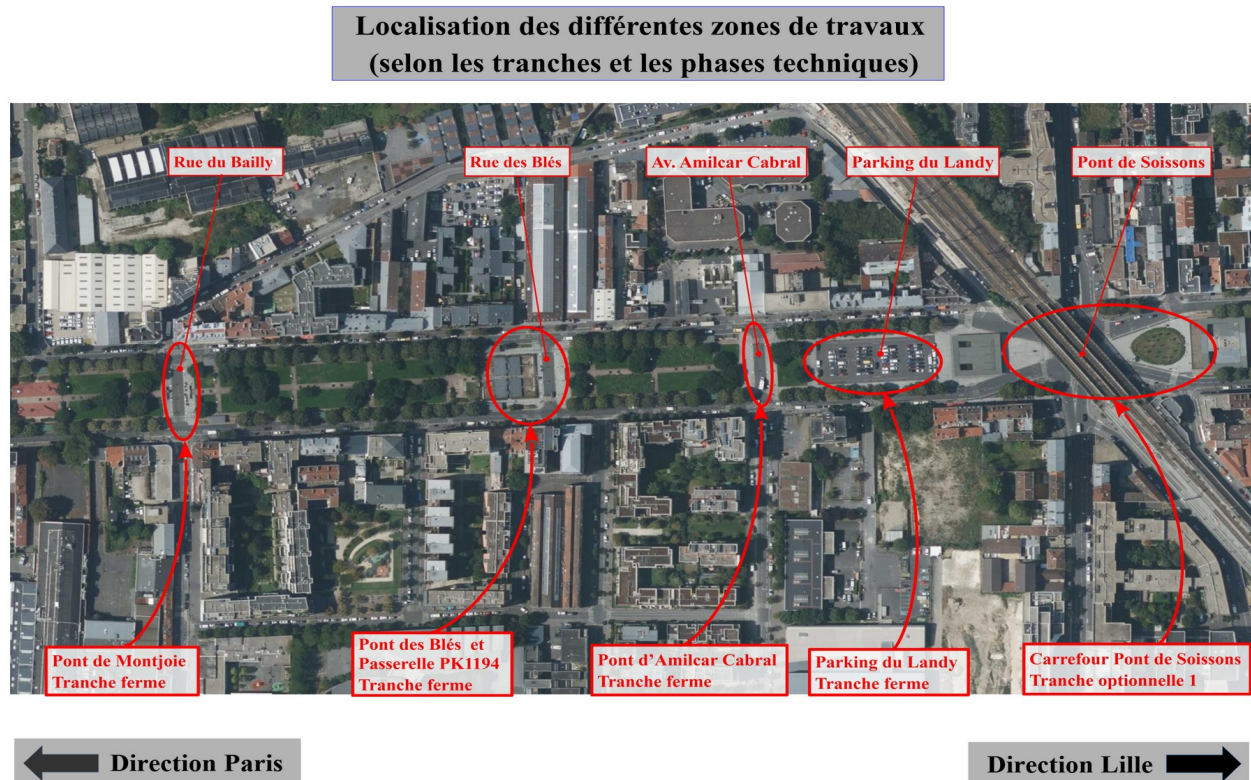 Localisation des différentes zones de travaux
(selon les tranches et les phases techniques)
Rue du Bailly
Rue des Blés
Av. Amilcar Cabral
Parking du Landy
Pont de Soissons
Pont de Montjoie
Tranche ferme
Pont des Blés et
Passerelle PK1194
Tranche ferme
Pont d'Amilcar Cabral
Tranche ferme
Parking du Landy
Tranche ferme
Carrefour Pont de Soissons
Tranche optionnelle 1
Direction Paris
Direction Lille